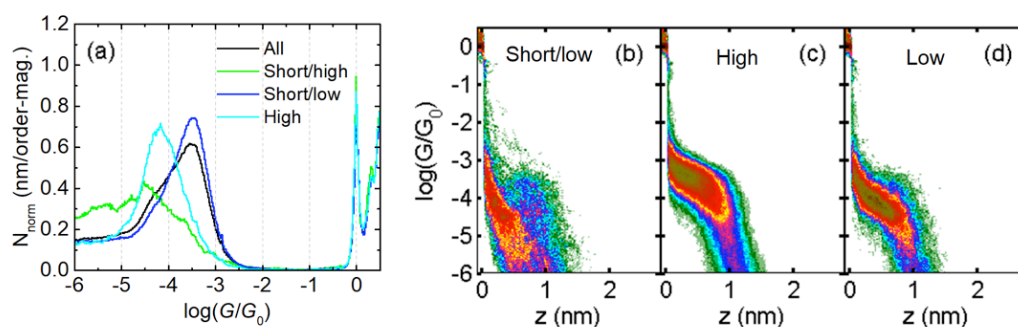 (a)
1.2
1.0
0.8
0.6
0.4
0.2
0.0
N_norm (nm/order-mag.)
All
Short/high
Short/low
High
-6 -5 -4 -3 -2 -1 0
log(G/G₀)
Short/low (b) High (c) Low (d)
0
-1
-2
-3
-4
-5
-6
log(G/G₀)
0 1 2 0 1 2 0 1 2
z (nm) z (nm) z (nm)